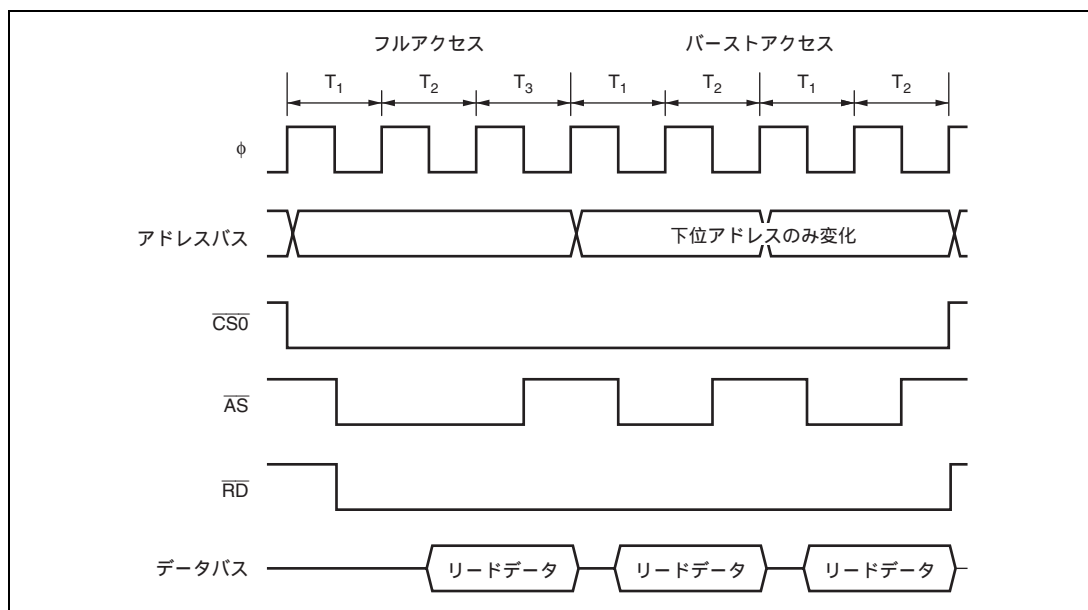 フルアクセス バーストアクセス
T1 T2 T3 T1 T2 T1 T2
φ
アドレスバス 下位アドレスのみ変化
CS0
AS
RD
データバス リードデータ リードデータ リードデータ